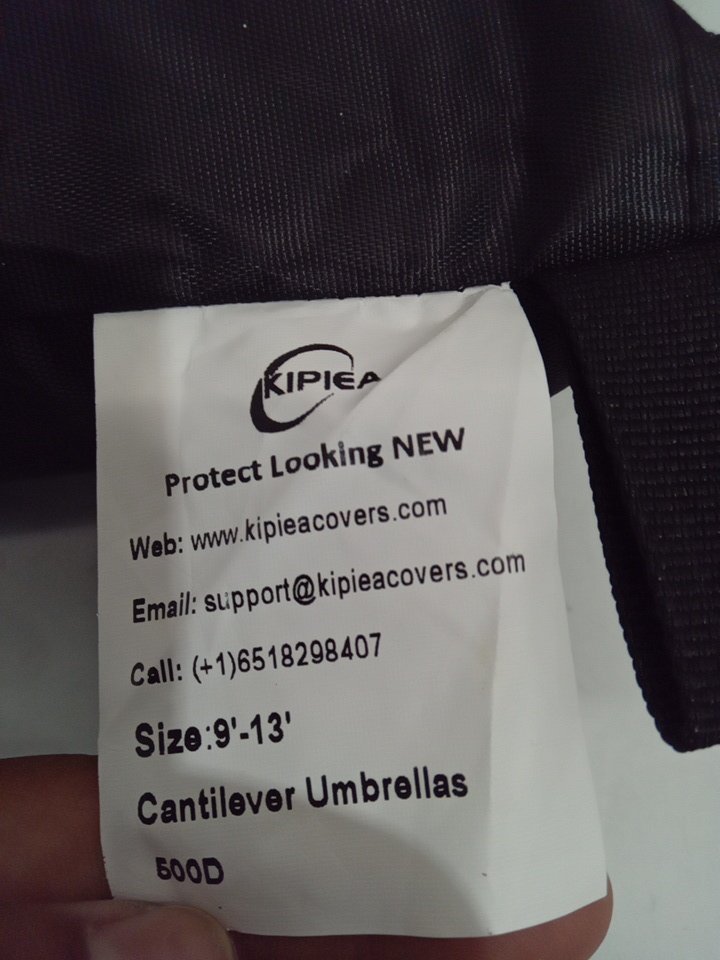 KIPIEA
Protect Looking NEW
Web: www.kipieacovers.com
Email: support@kipieacovers.com
Call: (+1)6518298407
Size:9'-13'
Cantilever Umbrellas
500D